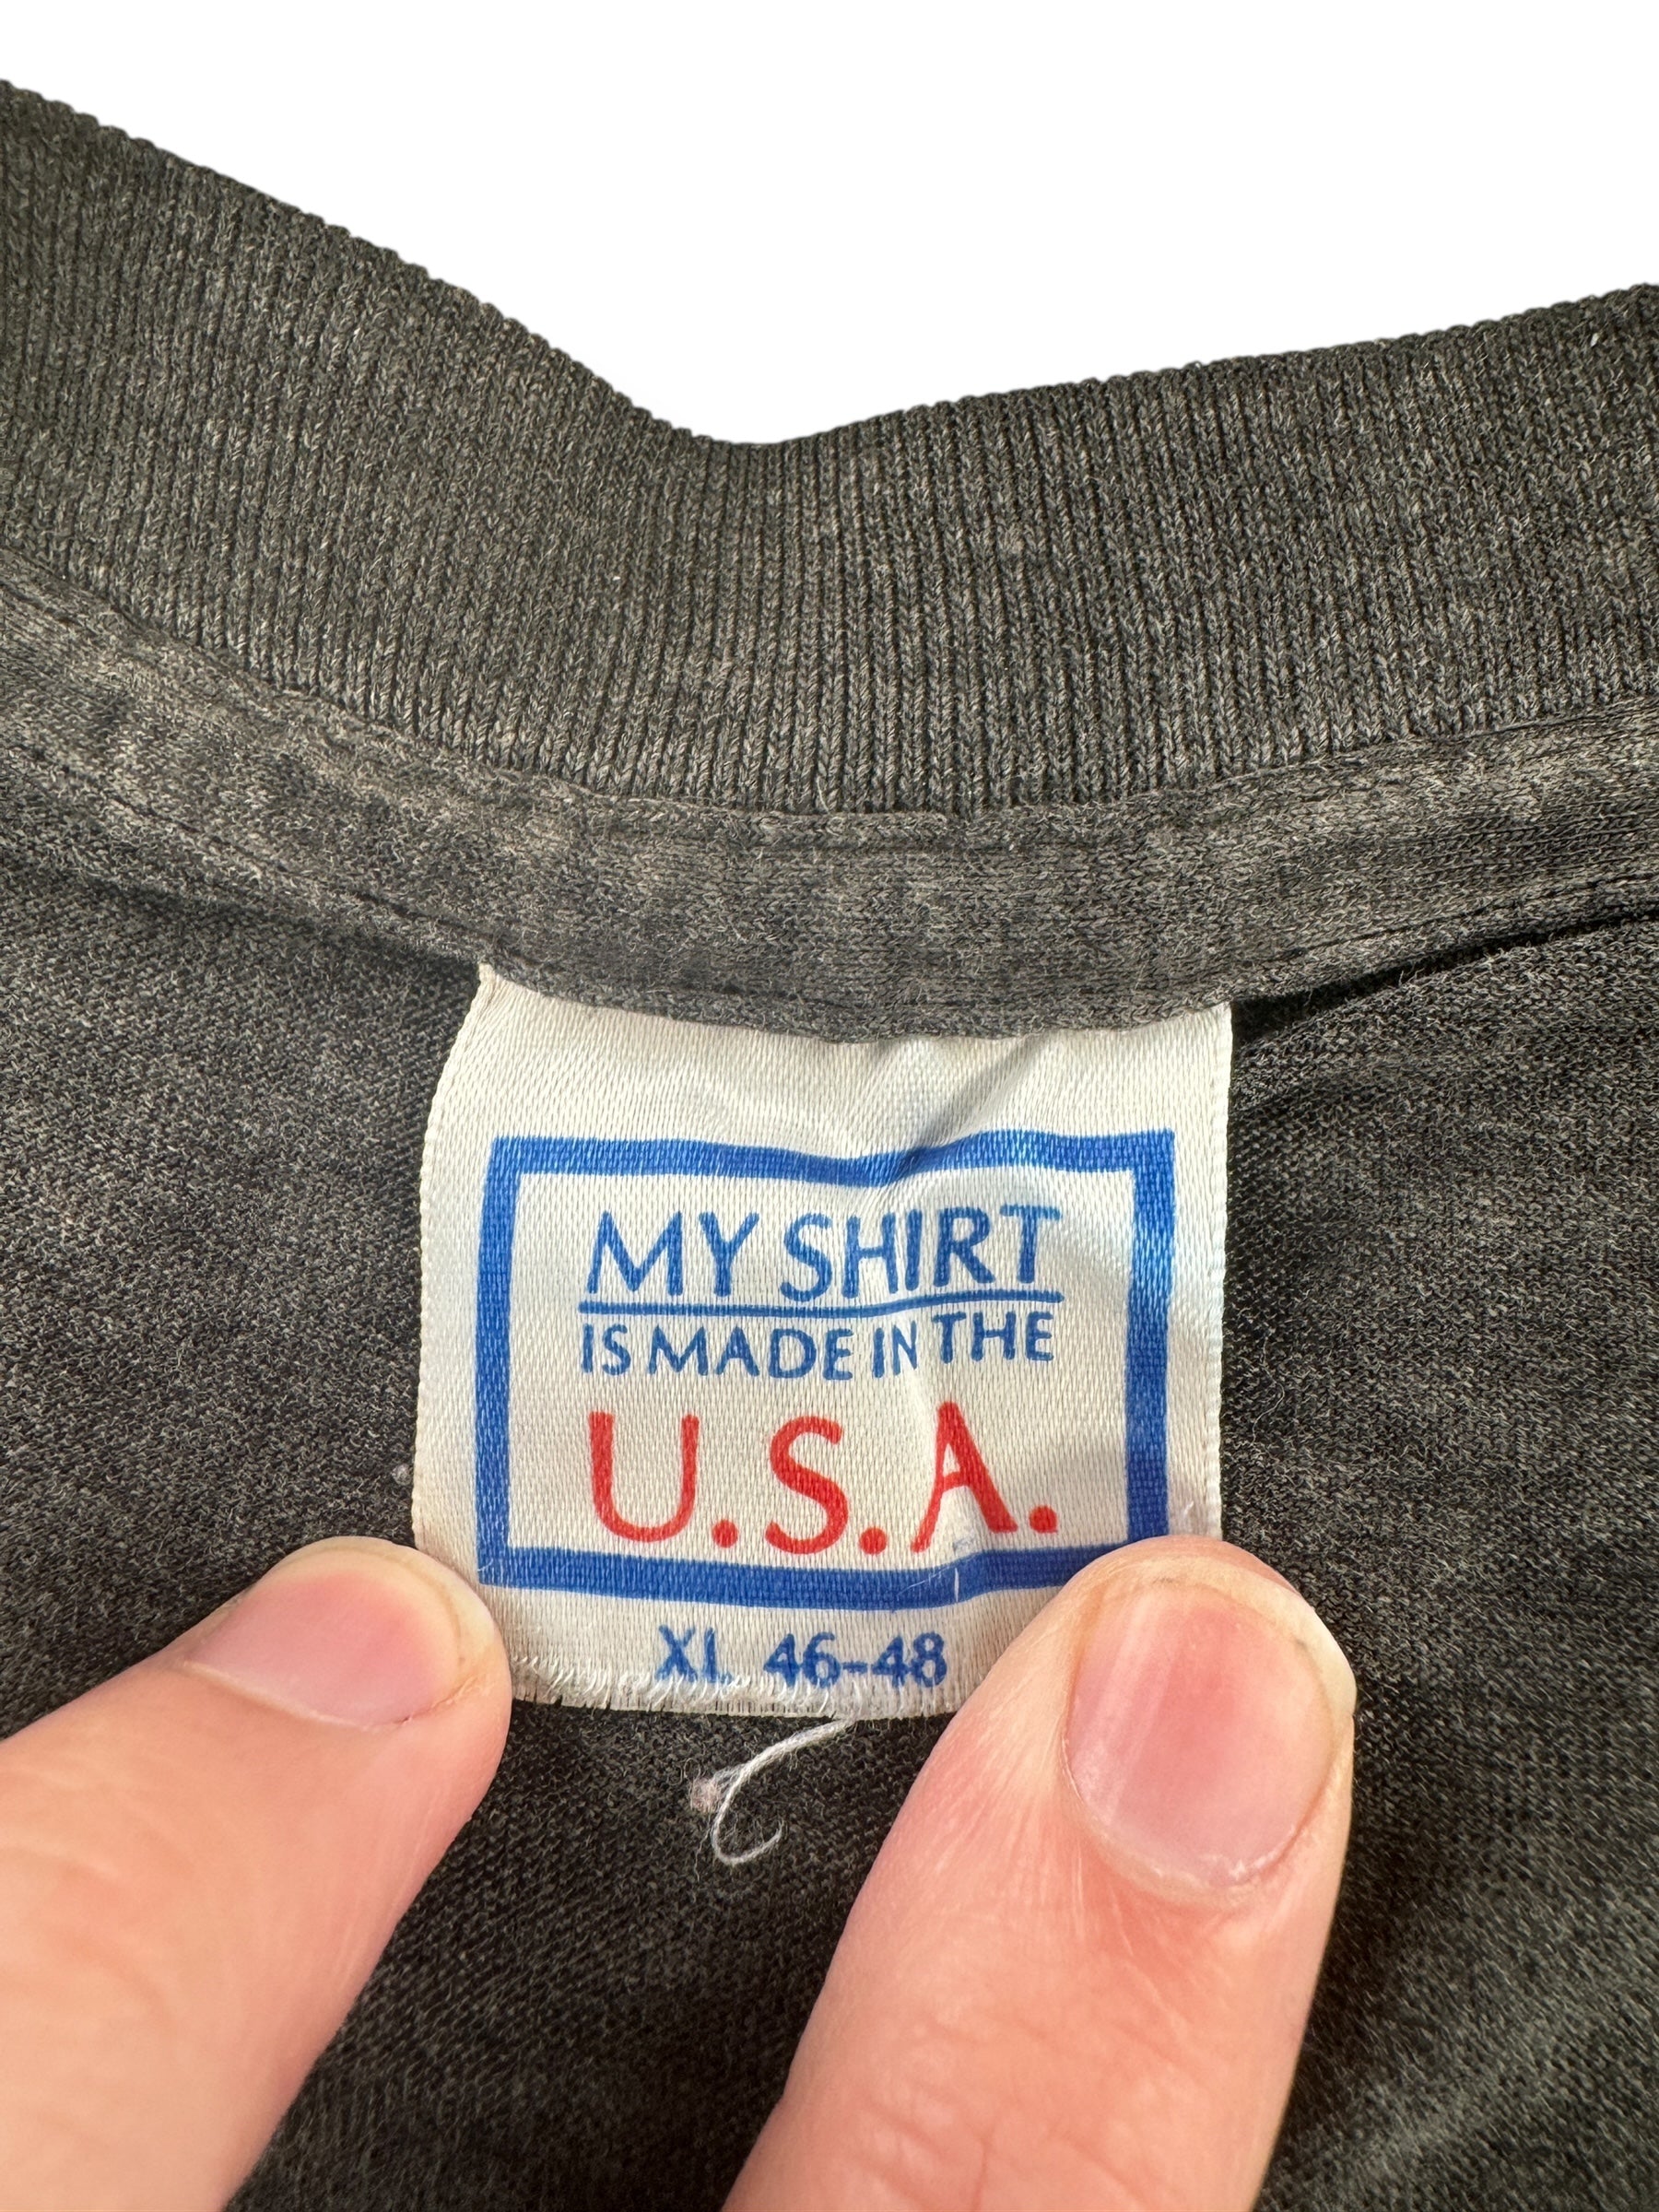 MY SHIRT
IS MADE IN THE
U.S.A.
XL 46-48